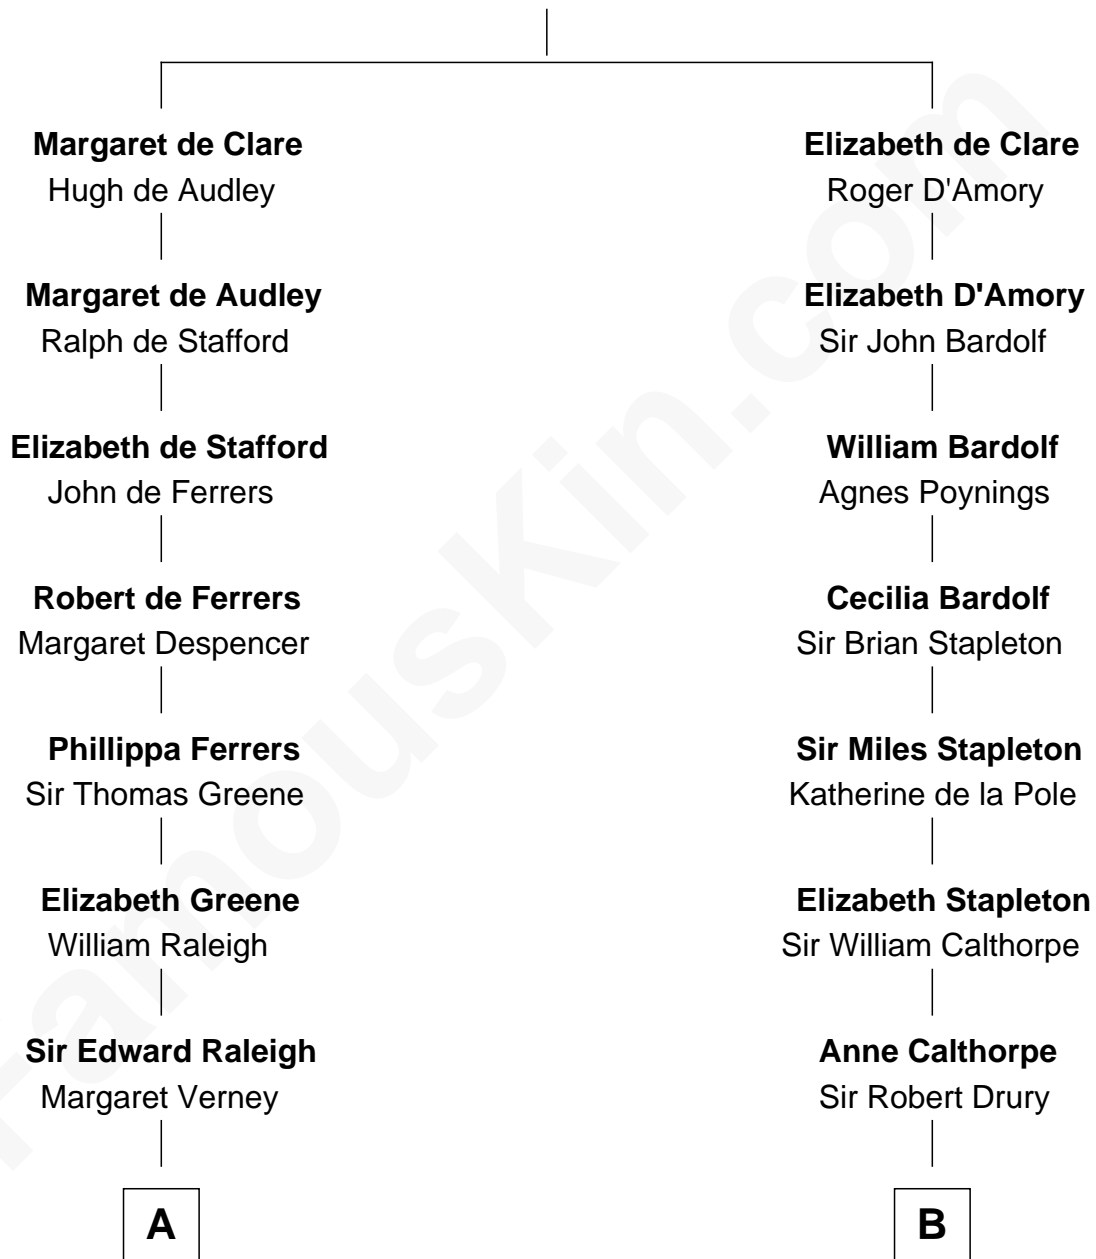 Margaret de Clare
Hugh de Audley
Elizabeth de Clare
Roger D'Amory
Margaret de Audley
Ralph de Stafford
Elizabeth D'Amory
Sir John Bardolf
Elizabeth de Stafford
John de Ferrers
William Bardolf
Agnes Poynings
Robert de Ferrers
Margaret Despencer
Cecilia Bardolf
Sir Brian Stapleton
Phillippa Ferrers
Sir Thomas Greene
Sir Miles Stapleton
Katherine de la Pole
Elizabeth Greene
William Raleigh
Elizabeth Stapleton
Sir William Calthorpe
Sir Edward Raleigh
Margaret Verney
Anne Calthorpe
Sir Robert Drury
A
B
FamousKin.com